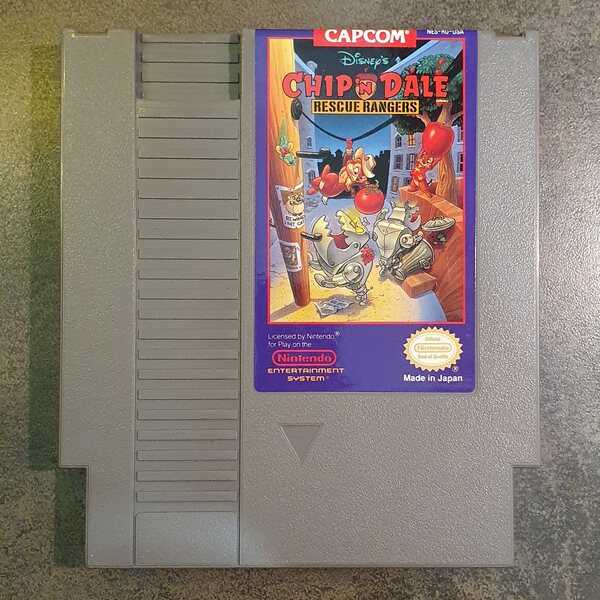 CAPCOM®
NES-RU-USA
DISNEY'S
CHIP 'N DALE
RESCUE RANGERS
Licensed by Nintendo®
for Play on the
Nintendo
ENTERTAINMENT
SYSTEM®
Official
Nintendo
Seal of Quality
®
Made in Japan